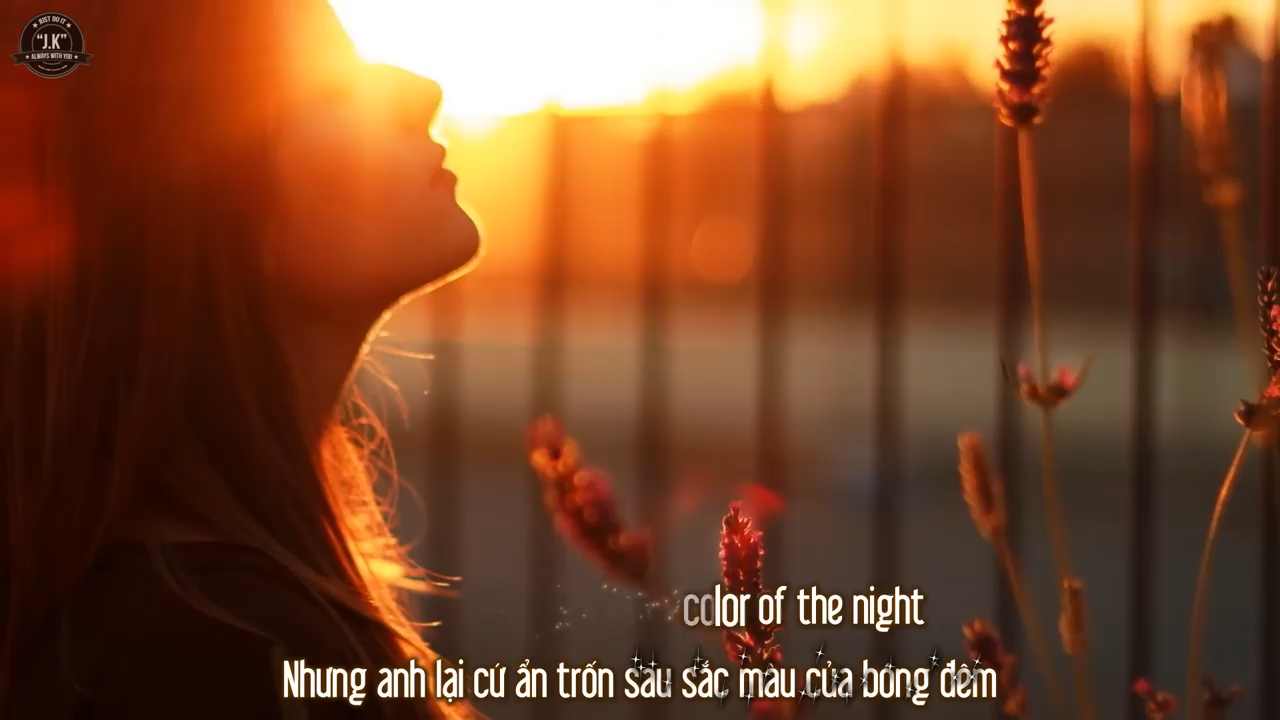 JUST DO IT
"J.K"
ALWAYS WITH YOU
color of the night
Nhưng anh lại cứ ẩn trốn sau sắc màu của bóng đêm